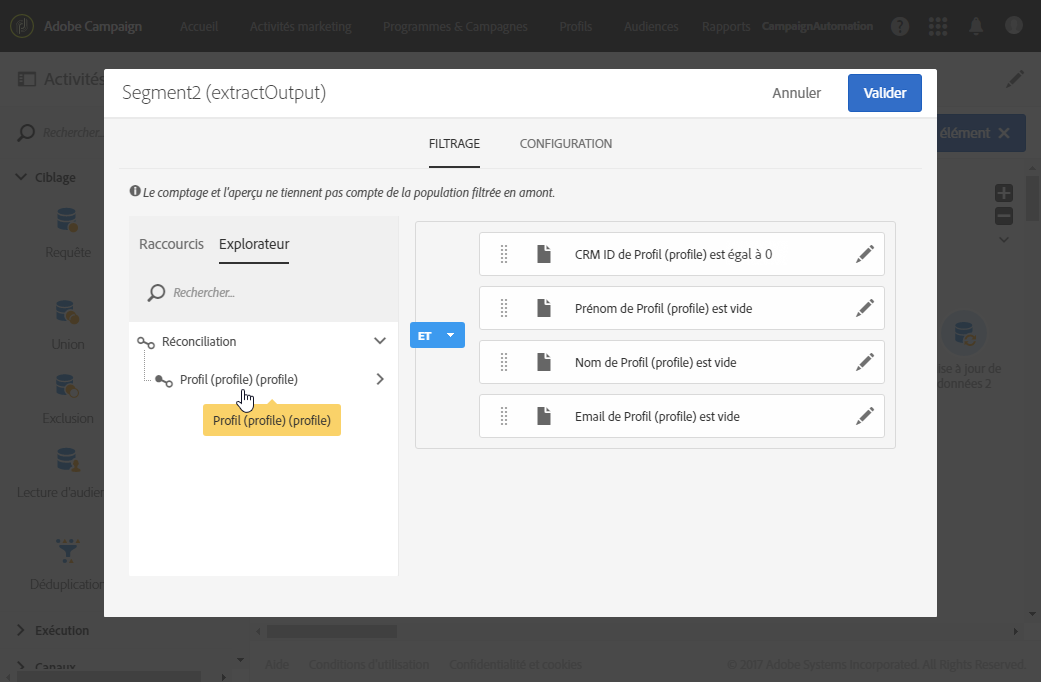 Adobe Campaign
Accueil
Activités marketing
Programmes & Campagnes
Profils
Audiences
Rapports
CampaignAutomation
Activités
Segment2 (extractOutput)
Annuler
Valider
Rechercher...
élément
FILTRAGE
CONFIGURATION
Ciblage
Le comptage et l'aperçu ne tiennent pas compte de la population filtrée en amont.
Requête
Union
Exclusion
Lecture d'audien
Déduplication
Exécution
Canaux
Raccourcis
Explorateur
Rechercher...
Réconciliation
Profil (profile) (profile)
Profil (profile) (profile)
ET
CRM ID de Profil (profile) est égal à 0
Prénom de Profil (profile) est vide
Nom de Profil (profile) est vide
Email de Profil (profile) est vide
ise à jour de
données 2
Aide
Conditions d'utilisation
Confidentialité et cookies
© 2017 Adobe Systems Incorporated. All Rights Reserved.